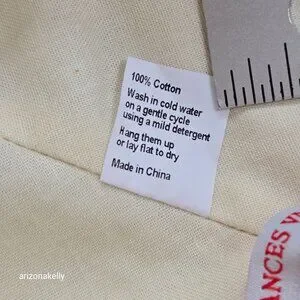 100% Cotton
Wash in cold water
on a gentle cycle
using a mild detergent
Hang them up
or lay flat to dry
Made in China
ANCES
arizonakelly